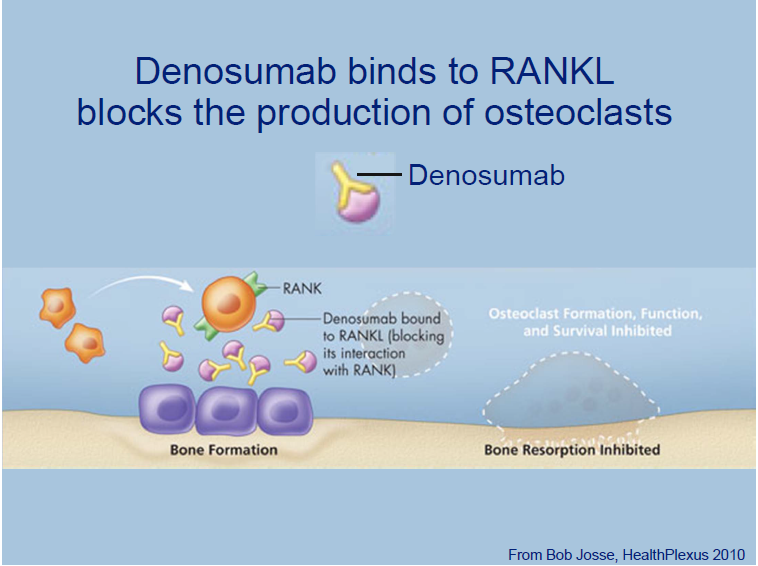 Denosumab binds to RANKL
blocks the production of osteoclasts
Denosumab
RANK
Denosumab bound
to RANKL (blocking
its interaction
with RANK)
Osteoclast Formation, Function,
and Survival Inhibited
Bone Formation
Bone Resorption Inhibited
From Bob Josse, HealthPlexus 2010